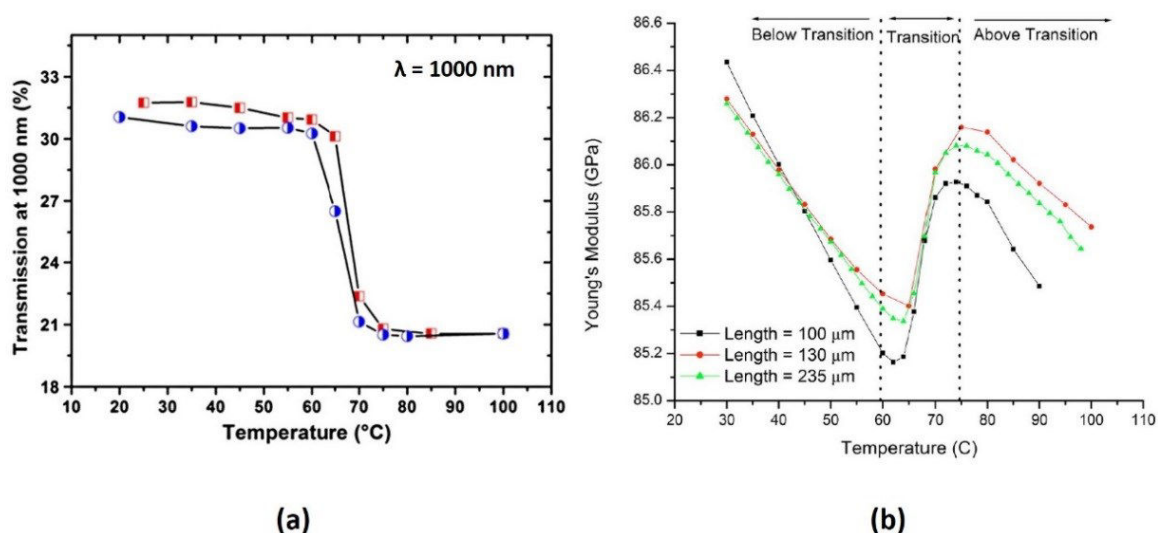 λ = 1000 nm
Transmission at 1000 nm (%)
33
30
27
24
21
18
10 20 30 40 50 60 70 80 90 100 110
Temperature (°C)
(a)
86.6
86.4
86.2
86.0
85.8
85.6
85.4
85.2
85.0
Young's Modulus (GPa)
Below Transition Transition Above Transition
Length = 100 μm
Length = 130 μm
Length = 235 μm
20 30 40 50 60 70 80 90 100 110
Temperature (C)
(b)